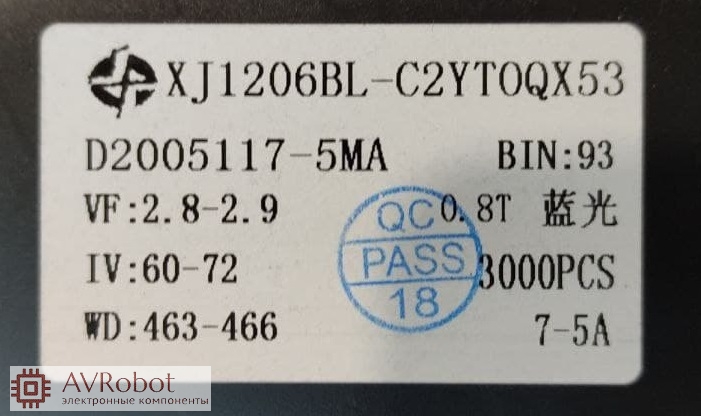 XJ1206BL-C2YT0QX53
D2005117-5MA BIN:93
VF:2.8-2.9 0.8T 蓝光
IV:60-72 3000PCS
WD:463-466 7-5A
QC
PASS
18
AVRobot
электронные компоненты